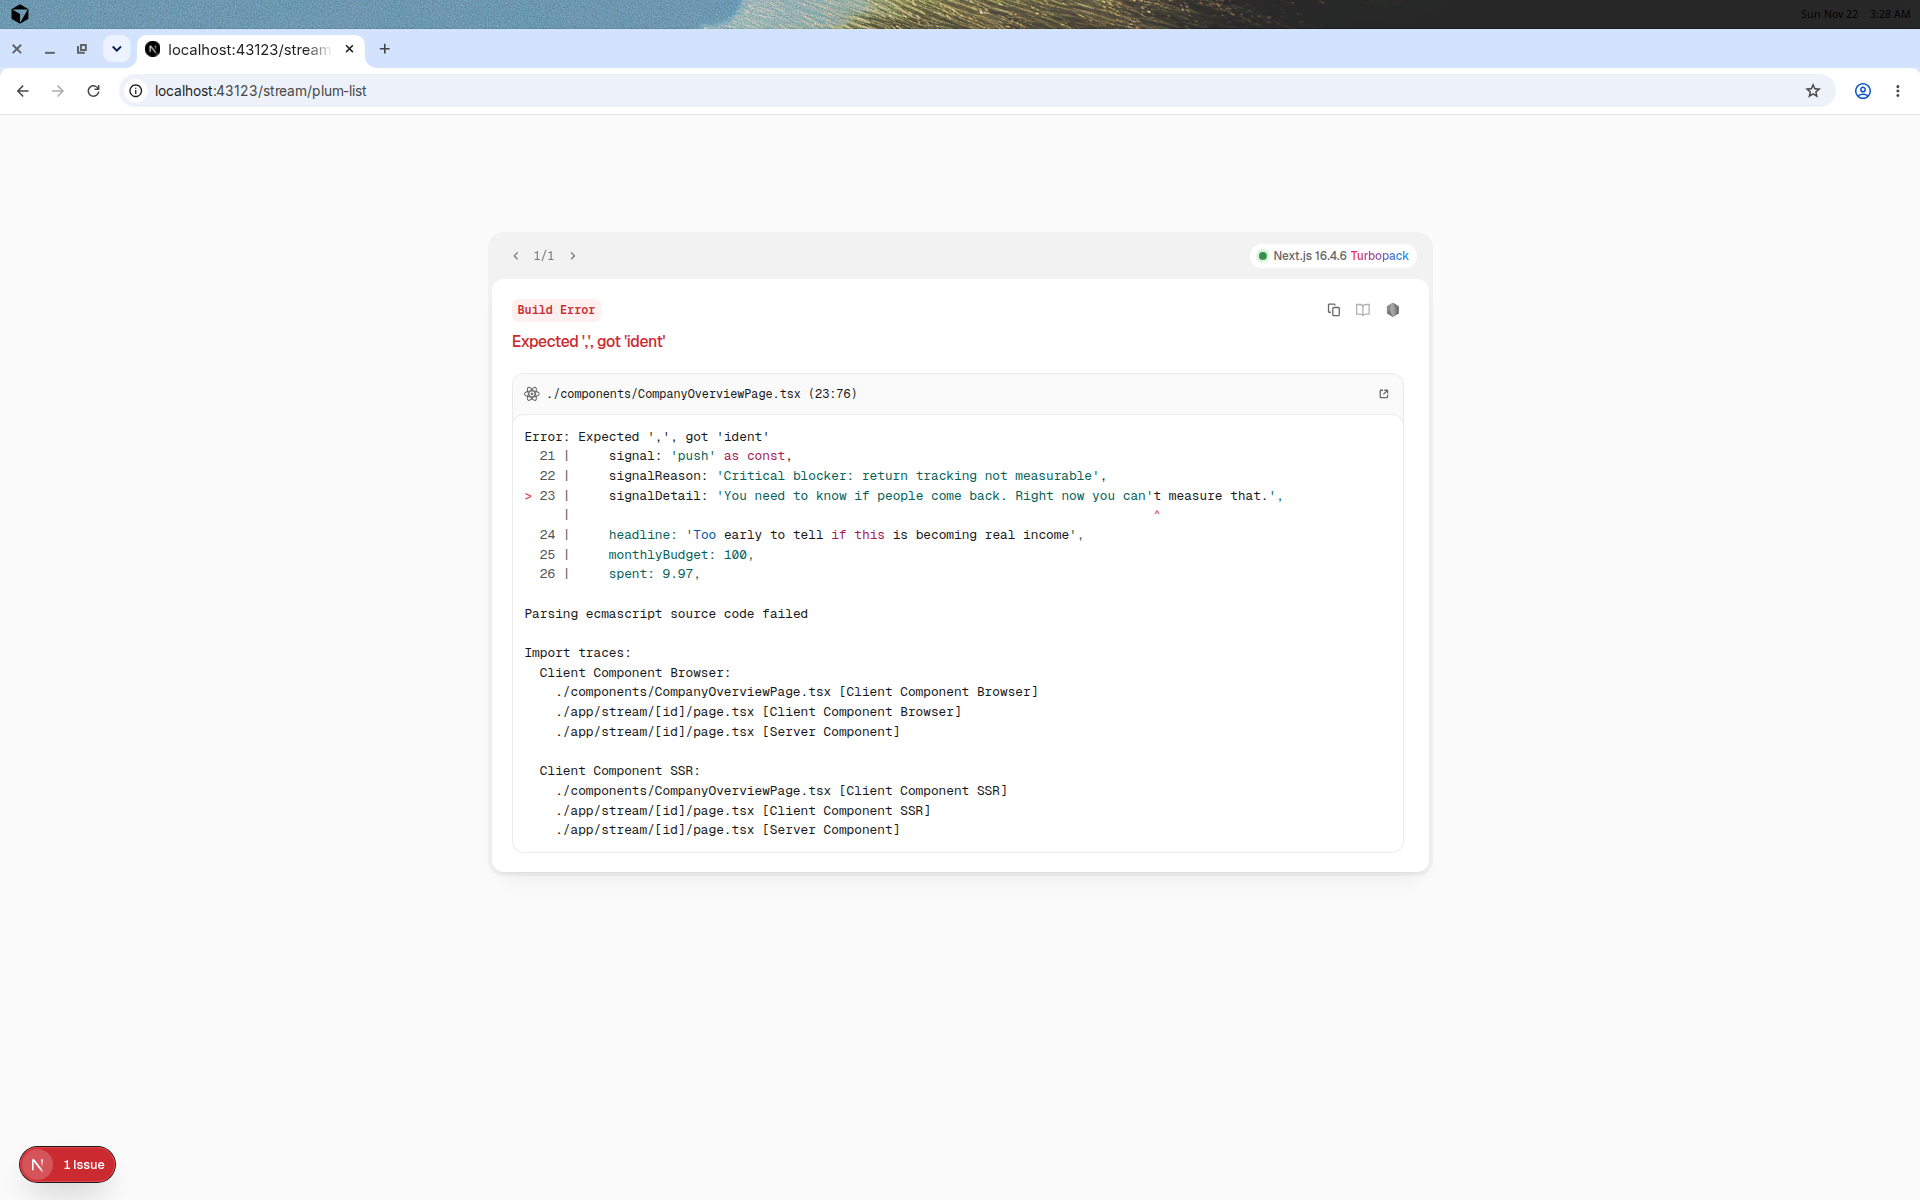 Sun Nov 22 3:28 AM
localhost:43123/stream
localhost:43123/stream/plum-list
1/1
Next.js 16.4.6 Turbopack
Build Error
Expected ',', got 'ident'
./components/CompanyOverviewPage.tsx (23:76)
Error: Expected ',', got 'ident'
21 | signal: 'push' as const,
22 | signalReason: 'Critical blocker: return tracking not measurable',
> 23 | signalDetail: 'You need to know if people come back. Right now you can't measure that.',
| ^
24 | headline: 'Too early to tell if this is becoming real income',
25 | monthlyBudget: 100,
26 | spent: 9.97,
Parsing ecmascript source code failed
Import traces:
Client Component Browser:
./components/CompanyOverviewPage.tsx [Client Component Browser]
./app/stream/[id]/page.tsx [Client Component Browser]
./app/stream/[id]/page.tsx [Server Component]
Client Component SSR:
./components/CompanyOverviewPage.tsx [Client Component SSR]
./app/stream/[id]/page.tsx [Client Component SSR]
./app/stream/[id]/page.tsx [Server Component]
N 1 Issue